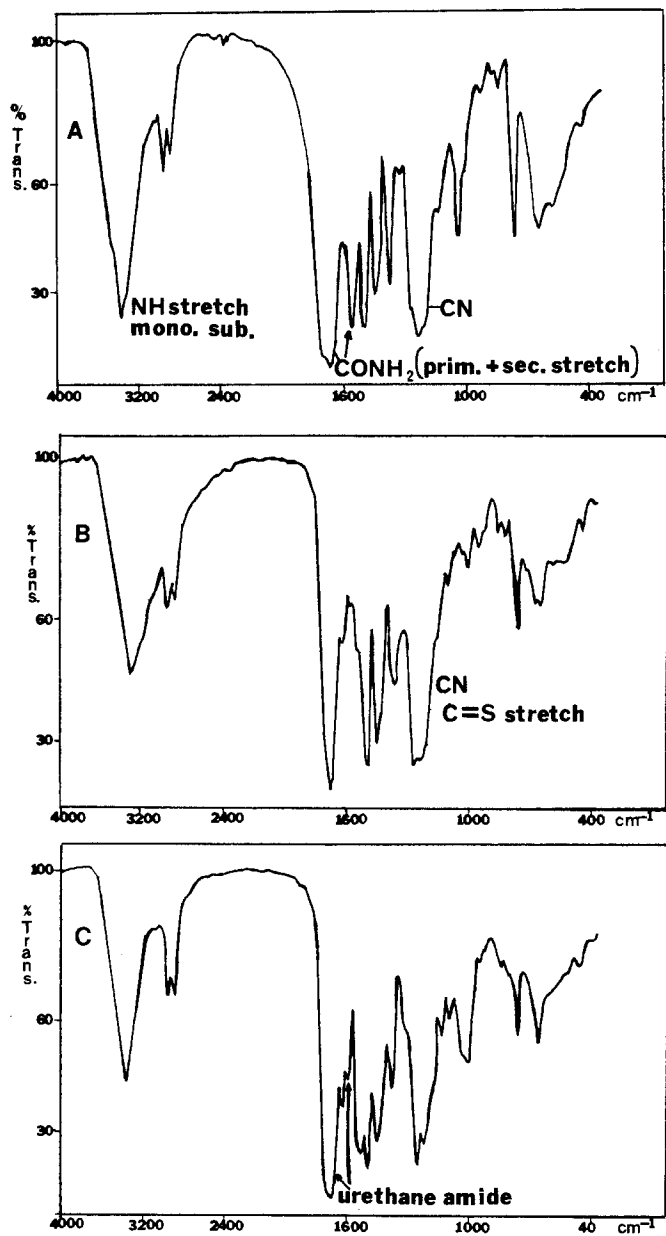 100
% Trans.
A
60
30
NH stretch
mono. sub.
CN
CONH₂ (prim. + sec. stretch)
4000 3200 2400 1600 1000 400 cm⁻¹
100
% Trans.
B
60
CN
C=S stretch
30
4000 3200 2400 1600 1000 400 cm⁻¹
100
% Trans.
C
60
30
urethane amide
4000 3200 2400 1600 1000 40 cm⁻¹